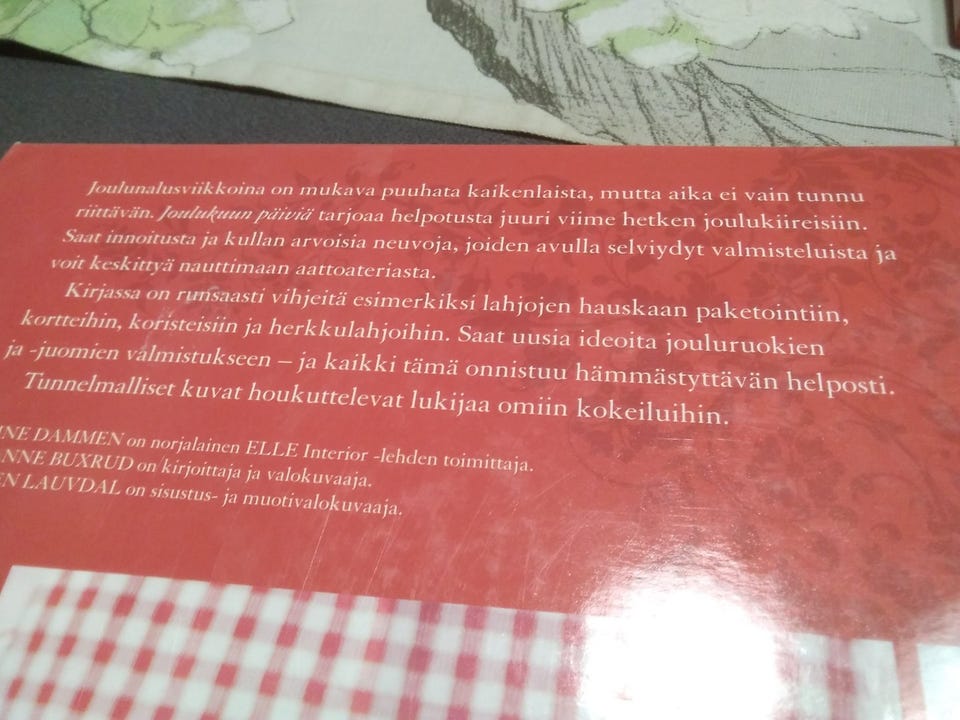 Joulunalusviikkoina on mukava puuhata kaikenlaista, mutta aika ei vain tunnu
riittävän. Joulukuun päiviä tarjoaa helpotusta juuri viime hetken joulukiireisiin.
Saat innoitusta ja kullan arvoisia neuvoja, joiden avulla selviydyt valmisteluista ja
voit keskittyä nauttimaan aattoateriasta.
Kirjassa on runsaasti vihjeitä esimerkiksi lahjojen hauskaan paketointiin,
kortteihin, koristeisiin ja herkkulahjoihin. Saat uusia ideoita jouluruokien
ja -juomien valmistukseen – ja kaikki tämä onnistuu hämmästyttävän helposti.
Tunnelmalliset kuvat houkuttelevat lukijaa omiin kokeiluihin.
DAMMEN on norjalainen ELLE Interior -lehden toimittaja.
BUXRUD on kirjoittaja ja valokuvaaja.
LAUVDAL on sisustus- ja muotivalokuvaaja.